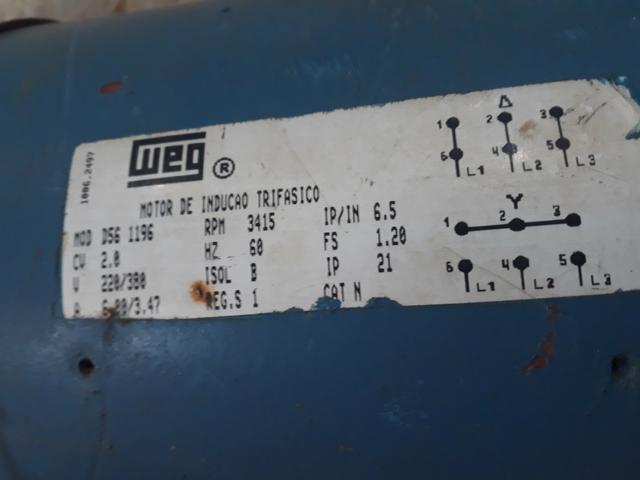 1086.2497
WEG ®
MOTOR DE INDUCAO TRIFASICO
MOD D56 1196 RPM 3415 IP/IN 6.5
CV 2.0 HZ 60 FS 1.20
V 220/380 ISOL B IP 21
A 6.00/3.47 REG.S 1 CAT N
Δ
1 2 3
6 4 5
L1 L2 L3
Y
1 2 3
6 4 5
L1 L2 L3